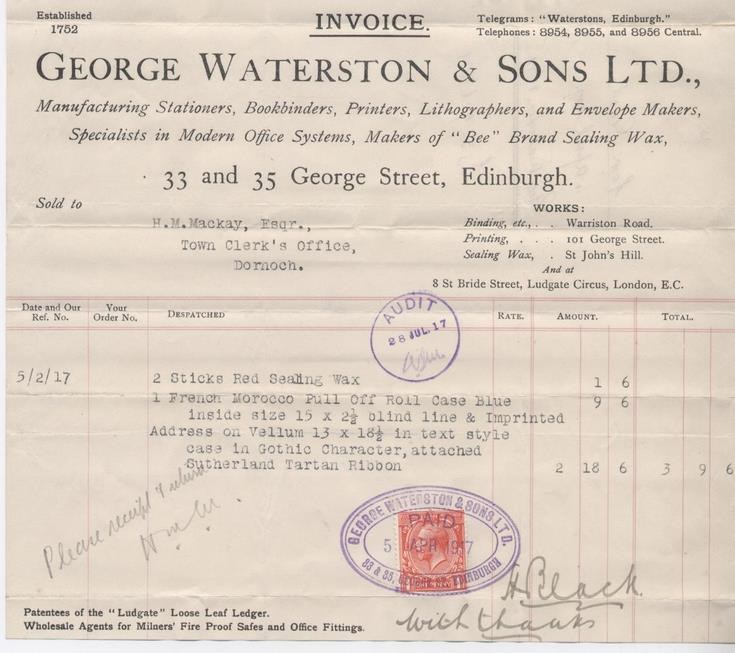 Established
1752
INVOICE.
Telegrams: "Waterstons, Edinburgh."
Telephones: 8954, 8955, and 8956 Central.
GEORGE WATERSTON & SONS LTD.,
Manufacturing Stationers, Bookbinders, Printers, Lithographers, and Envelope Makers,
Specialists in Modern Office Systems, Makers of "Bee" Brand Sealing Wax,
33 and 35 George Street, Edinburgh.
Sold to
H.M.Mackay, Esqr.,
Town Clerk's Office,
Dornoch.
WORKS:
Binding, etc., . . Warriston Road.
Printing, . . . 101 George Street.
Sealing Wax, . St John's Hill.
And at
8 St Bride Street, Ludgate Circus, London, E.C.
Date and Our Ref. No. Your Order No. DESPATCHED RATE. AMOUNT. TOTAL.
AUDIT
28 JUL.17
5/2/17 2 Sticks Red Sealing Wax 1 6
1 French Morocco Pull Off Roll Case Blue 9 6
inside size 15 x 2½ blind line & Imprinted
Address on Vellum 13 x 18½ in text style
case in Gothic Character, attached
Sutherland Tartan Ribbon 2 18 6 3 9 6
Please receipt & return
H.M.M.
GEORGE WATERSTON & SONS LTD.
PAID
5 APR 1917
33 & 35, GEORGE ST. EDINBURGH
H Black
With thanks
Patentees of the "Ludgate" Loose Leaf Ledger.
Wholesale Agents for Milners' Fire Proof Safes and Office Fittings.